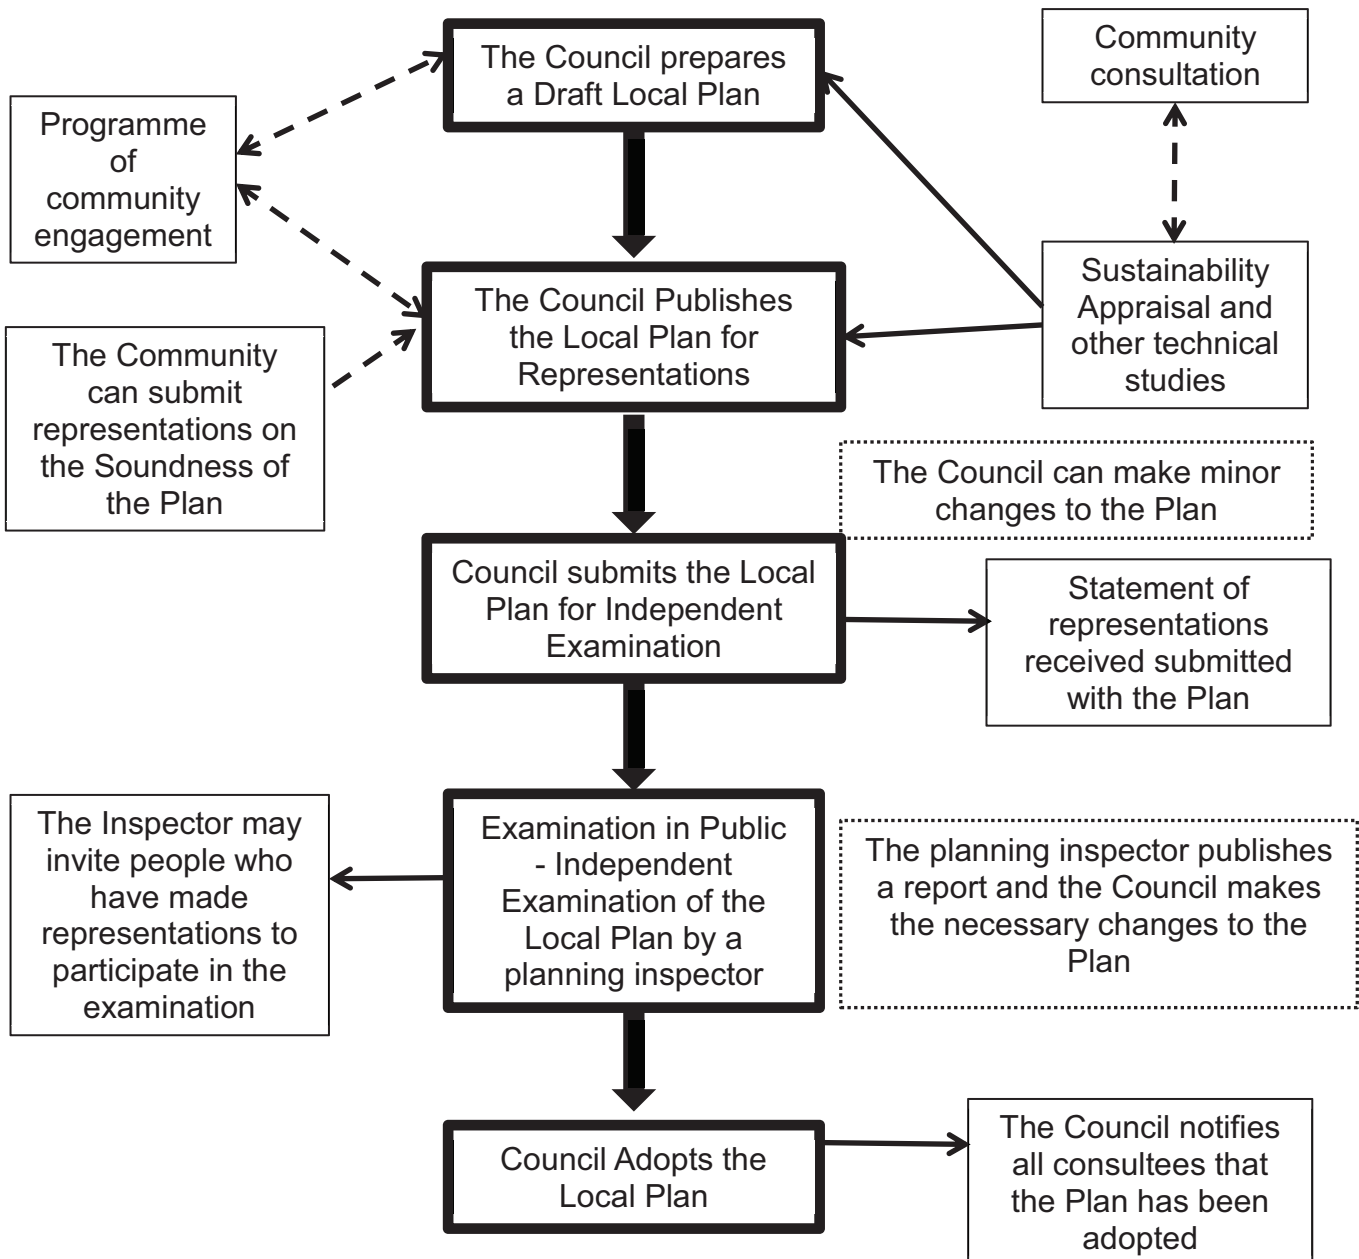 The Council prepares
a Draft Local Plan
Community
consultation
Programme
of
community
engagement
Sustainability
Appraisal and
other technical
studies
The Council Publishes
the Local Plan for
Representations
The Community
can submit
representations on
the Soundness of
the Plan
The Council can make minor
changes to the Plan
Council submits the Local
Plan for Independent
Examination
Statement of
representations
received submitted
with the Plan
The Inspector may
invite people who
have made
representations to
participate in the
examination
Examination in Public
- Independent
Examination of the
Local Plan by a
planning inspector
The planning inspector publishes
a report and the Council makes
the necessary changes to the
Plan
Council Adopts the
Local Plan
The Council notifies
all consultees that
the Plan has been
adopted